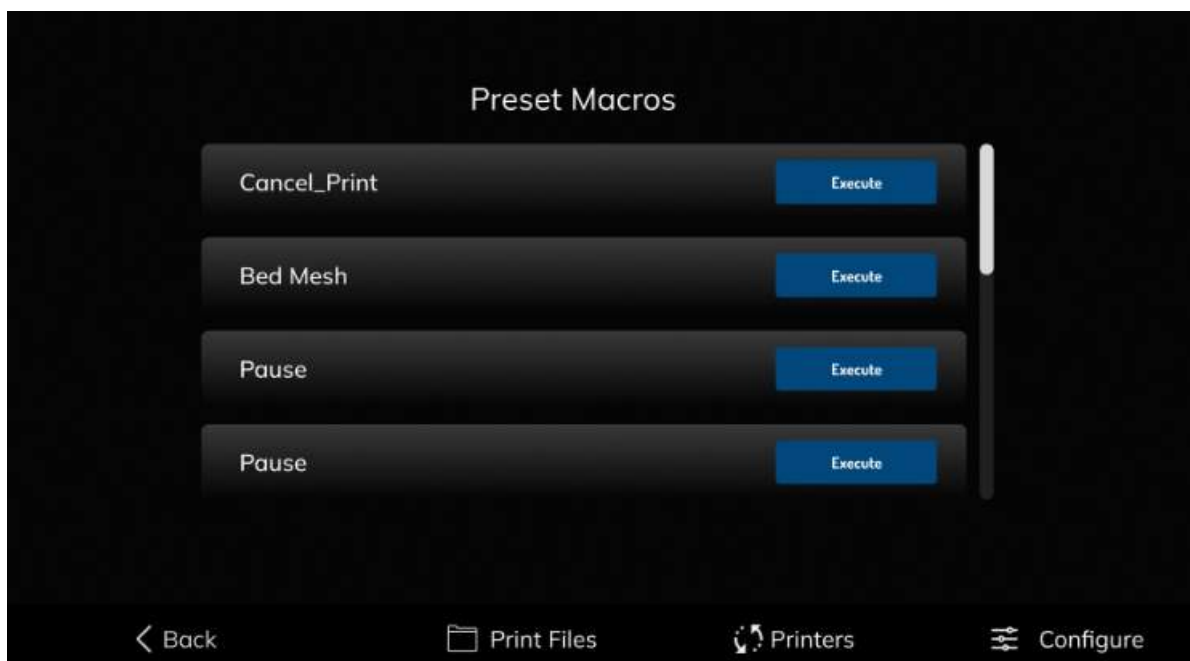 Preset Macros
Cancel_Print Execute
Bed Mesh Execute
Pause Execute
Pause Execute
Back Print Files Printers Configure